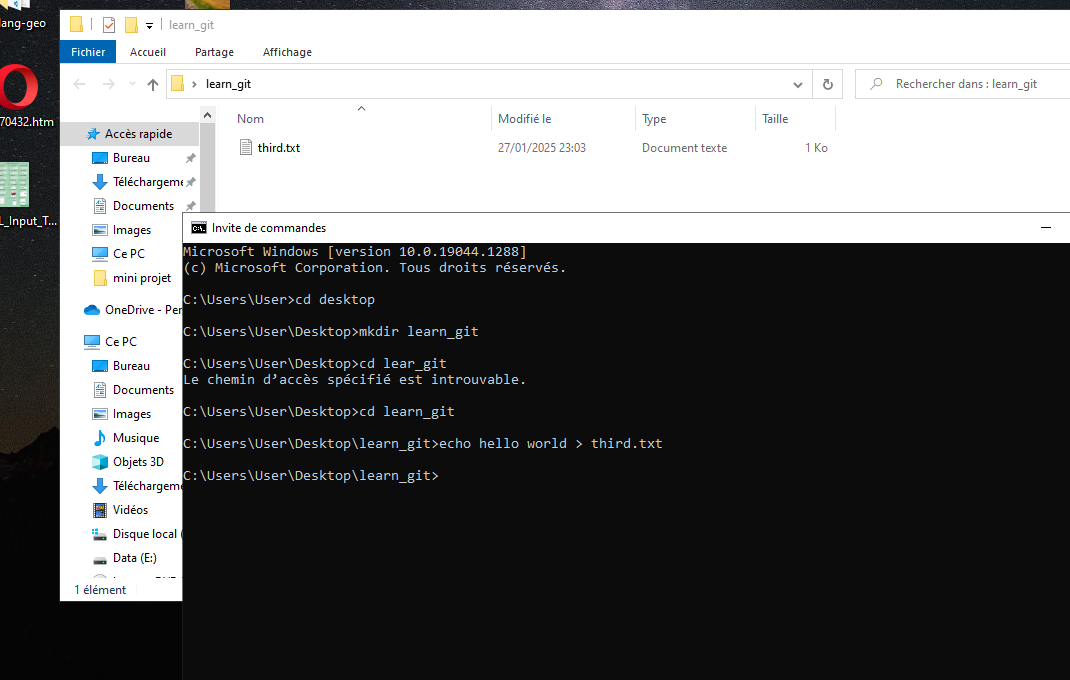 lang-geo
70432.htm
L_Input_T...
learn_git
Fichier Accueil Partage Affichage
learn_git
Rechercher dans : learn_git
Nom Modifié le Type Taille
third.txt 27/01/2025 23:03 Document texte 1 Ko
Accès rapide
Bureau
Téléchargeme
Documents
Images
Ce PC
mini projet
OneDrive - Per
Ce PC
Bureau
Documents
Images
Musique
Objets 3D
Téléchargeme
Vidéos
Disque local (
Data (E:)
1 élément
Invite de commandes
Microsoft Windows [version 10.0.19044.1288]
(c) Microsoft Corporation. Tous droits réservés.
C:\Users\User>cd desktop
C:\Users\User\Desktop>mkdir learn_git
C:\Users\User\Desktop>cd lear_git
Le chemin d’accès spécifié est introuvable.
C:\Users\User\Desktop>cd learn_git
C:\Users\User\Desktop\learn_git>echo hello world > third.txt
C:\Users\User\Desktop\learn_git>